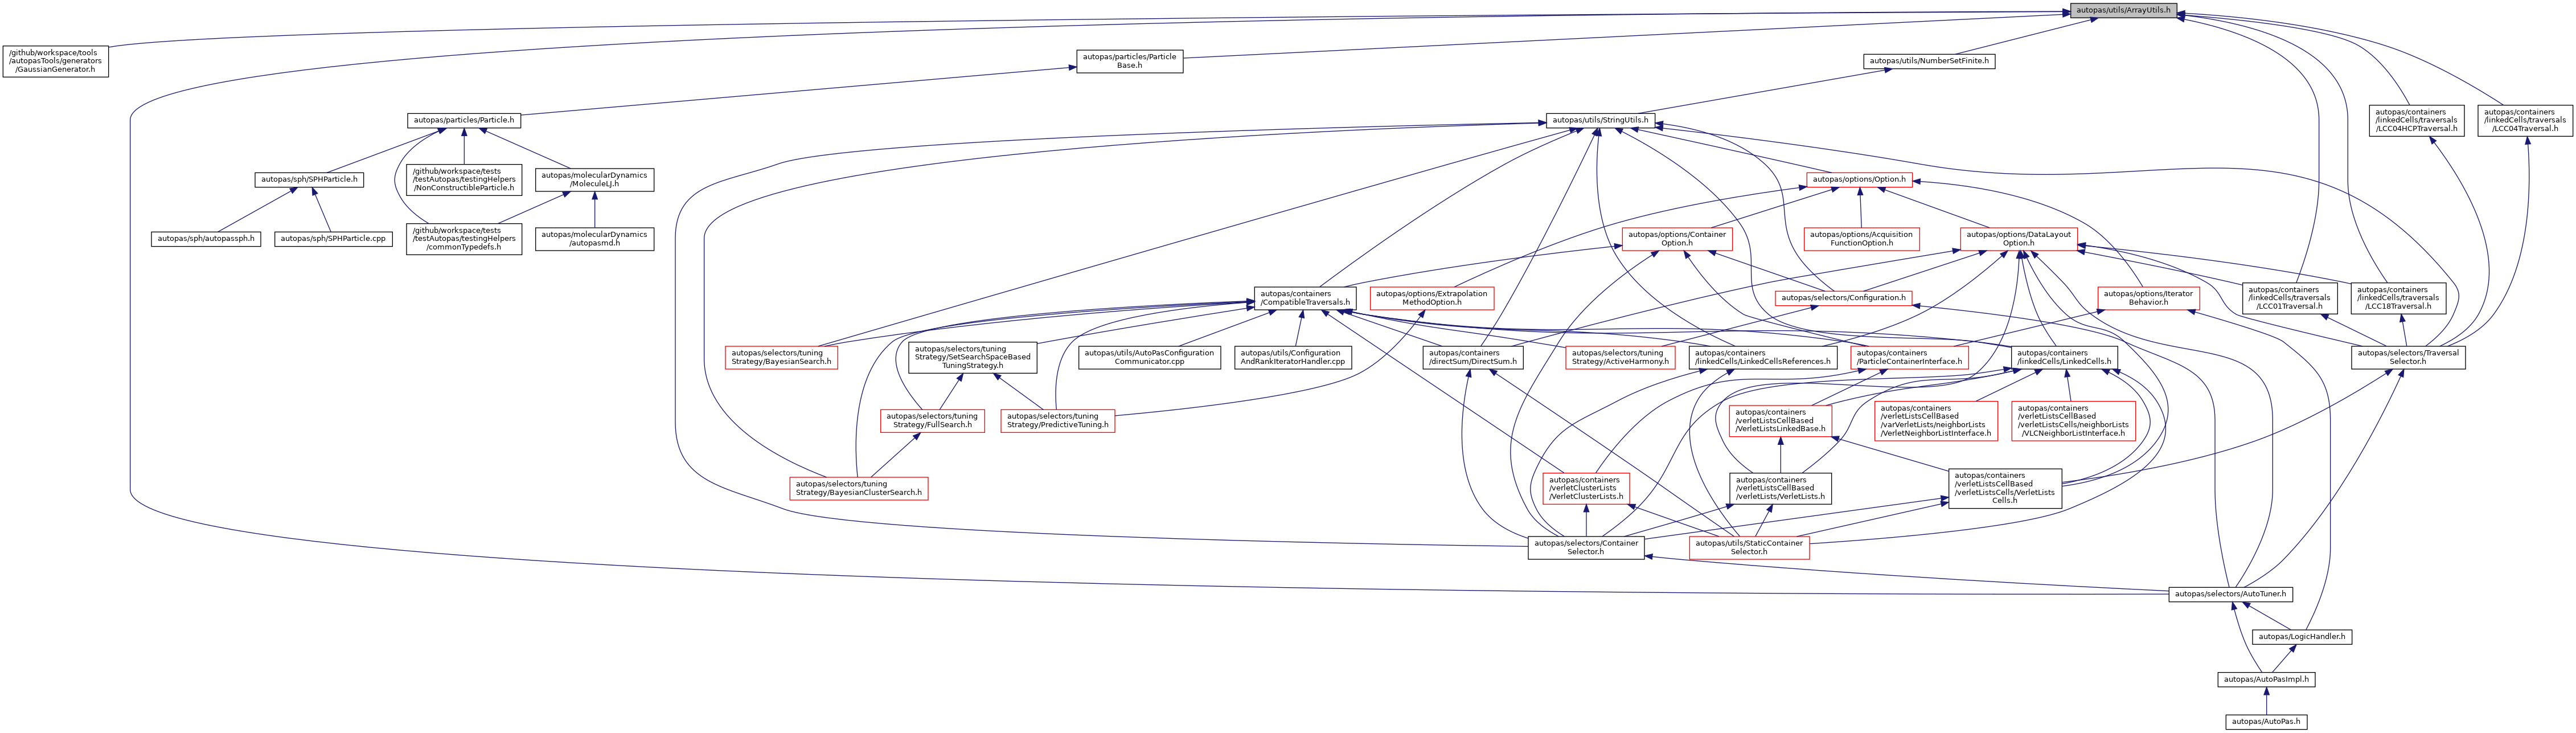 autopas/utils/ArrayUtils.h
/github/workspace/tools
/autopasTools/generators
/GaussianGenerator.h
autopas/particles/Particle
Base.h
autopas/utils/NumberSetFinite.h
autopas/particles/Particle.h
autopas/utils/StringUtils.h
autopas/containers
/linkedCells/traversals
/LCC04HCPTraversal.h
autopas/containers
/linkedCells/traversals
/LCC04Traversal.h
autopas/sph/SPHParticle.h
/github/workspace/tests
/testAutopas/testingHelpers
/NonConstructibleParticle.h
autopas/molecularDynamics
/MoleculeLJ.h
autopas/options/Option.h
autopas/sph/autopassph.h
autopas/sph/SPHParticle.cpp
/github/workspace/tests
/testAutopas/testingHelpers
/commonTypedefs.h
autopas/molecularDynamics
/autopasmd.h
autopas/options/Container
Option.h
autopas/options/Acquisition
FunctionOption.h
autopas/options/DataLayout
Option.h
autopas/containers
/CompatibleTraversals.h
autopas/options/Extrapolation
MethodOption.h
autopas/selectors/Configuration.h
autopas/options/Iterator
Behavior.h
autopas/containers
/linkedCells/traversals
/LCC01Traversal.h
autopas/containers
/linkedCells/traversals
/LCC18Traversal.h
autopas/selectors/tuning
Strategy/BayesianSearch.h
autopas/selectors/tuning
Strategy/SetSearchSpaceBased
TuningStrategy.h
autopas/utils/AutoPasConfiguration
Communicator.cpp
autopas/utils/Configuration
AndRankIteratorHandler.cpp
autopas/containers
/directSum/DirectSum.h
autopas/selectors/tuning
Strategy/ActiveHarmony.h
autopas/containers
/linkedCells/LinkedCellsReferences.h
autopas/containers
/ParticleContainerInterface.h
autopas/containers
/linkedCells/LinkedCells.h
autopas/selectors/Traversal
Selector.h
autopas/selectors/tuning
Strategy/FullSearch.h
autopas/selectors/tuning
Strategy/PredictiveTuning.h
autopas/containers
/verletListsCellBased
/VerletListsLinkedBase.h
autopas/containers
/verletListsCellBased
/varVerletLists/neighborLists
/VerletNeighborListInterface.h
autopas/containers
/verletListsCellBased
/verletListsCells/neighborLists
/VLCNeighborListInterface.h
autopas/selectors/tuning
Strategy/BayesianClusterSearch.h
autopas/containers
/verletClusterLists
/VerletClusterLists.h
autopas/containers
/verletListsCellBased
/verletLists/VerletLists.h
autopas/containers
/verletListsCellBased
/verletListsCells/VerletLists
Cells.h
autopas/selectors/Container
Selector.h
autopas/utils/StaticContainer
Selector.h
autopas/selectors/AutoTuner.h
autopas/LogicHandler.h
autopas/AutoPasImpl.h
autopas/AutoPas.h